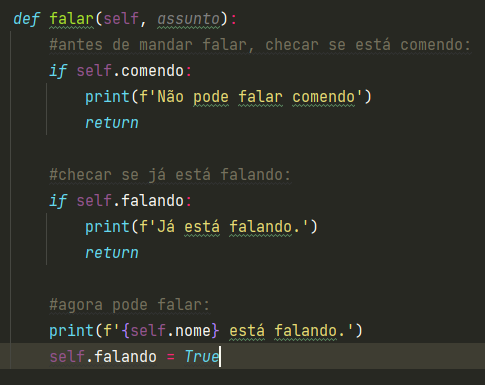 def falar(self, assunto):
    #antes de mandar falar, checar se está comendo:
    if self.comendo:
        print(f'Não pode falar comendo')
        return

    #checar se já está falando:
    if self.falando:
        print(f'Já está falando.')
        return

    #agora pode falar:
    print(f'{self.nome} está falando.')
    self.falando = True